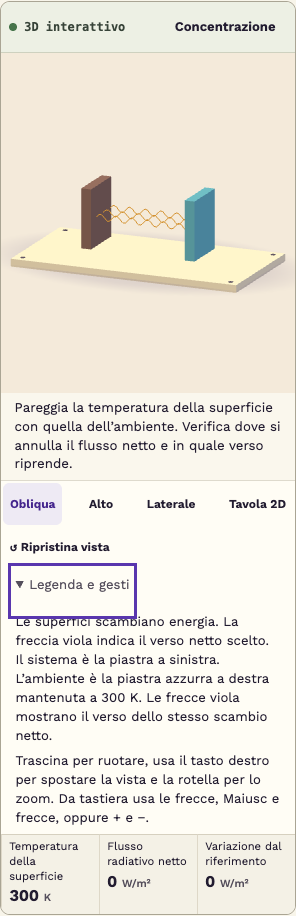 3D interattivo
Concentrazione
Pareggia la temperatura della superficie
con quella dell’ambiente. Verifica dove si
annulla il flusso netto e in quale verso
riprende.
Obliqua
Alto
Laterale
Tavola 2D
↺ Ripristina vista
▼ Legenda e gesti
Le superfici scambiano energia. La
freccia viola indica il verso netto scelto.
Il sistema è la piastra a sinistra.
L’ambiente è la piastra azzurra a destra
mantenuta a 300 K. Le frecce viola
mostrano il verso dello stesso scambio
netto.
Trascina per ruotare, usa il tasto destro
per spostare la vista e la rotella per lo
zoom. Da tastiera usa le frecce, Maiusc e
frecce, oppure + e −.
Temperatura
della
superficie
300 K
Flusso
radiativo netto
0 W/m²
Variazione dal
riferimento
0 W/m²